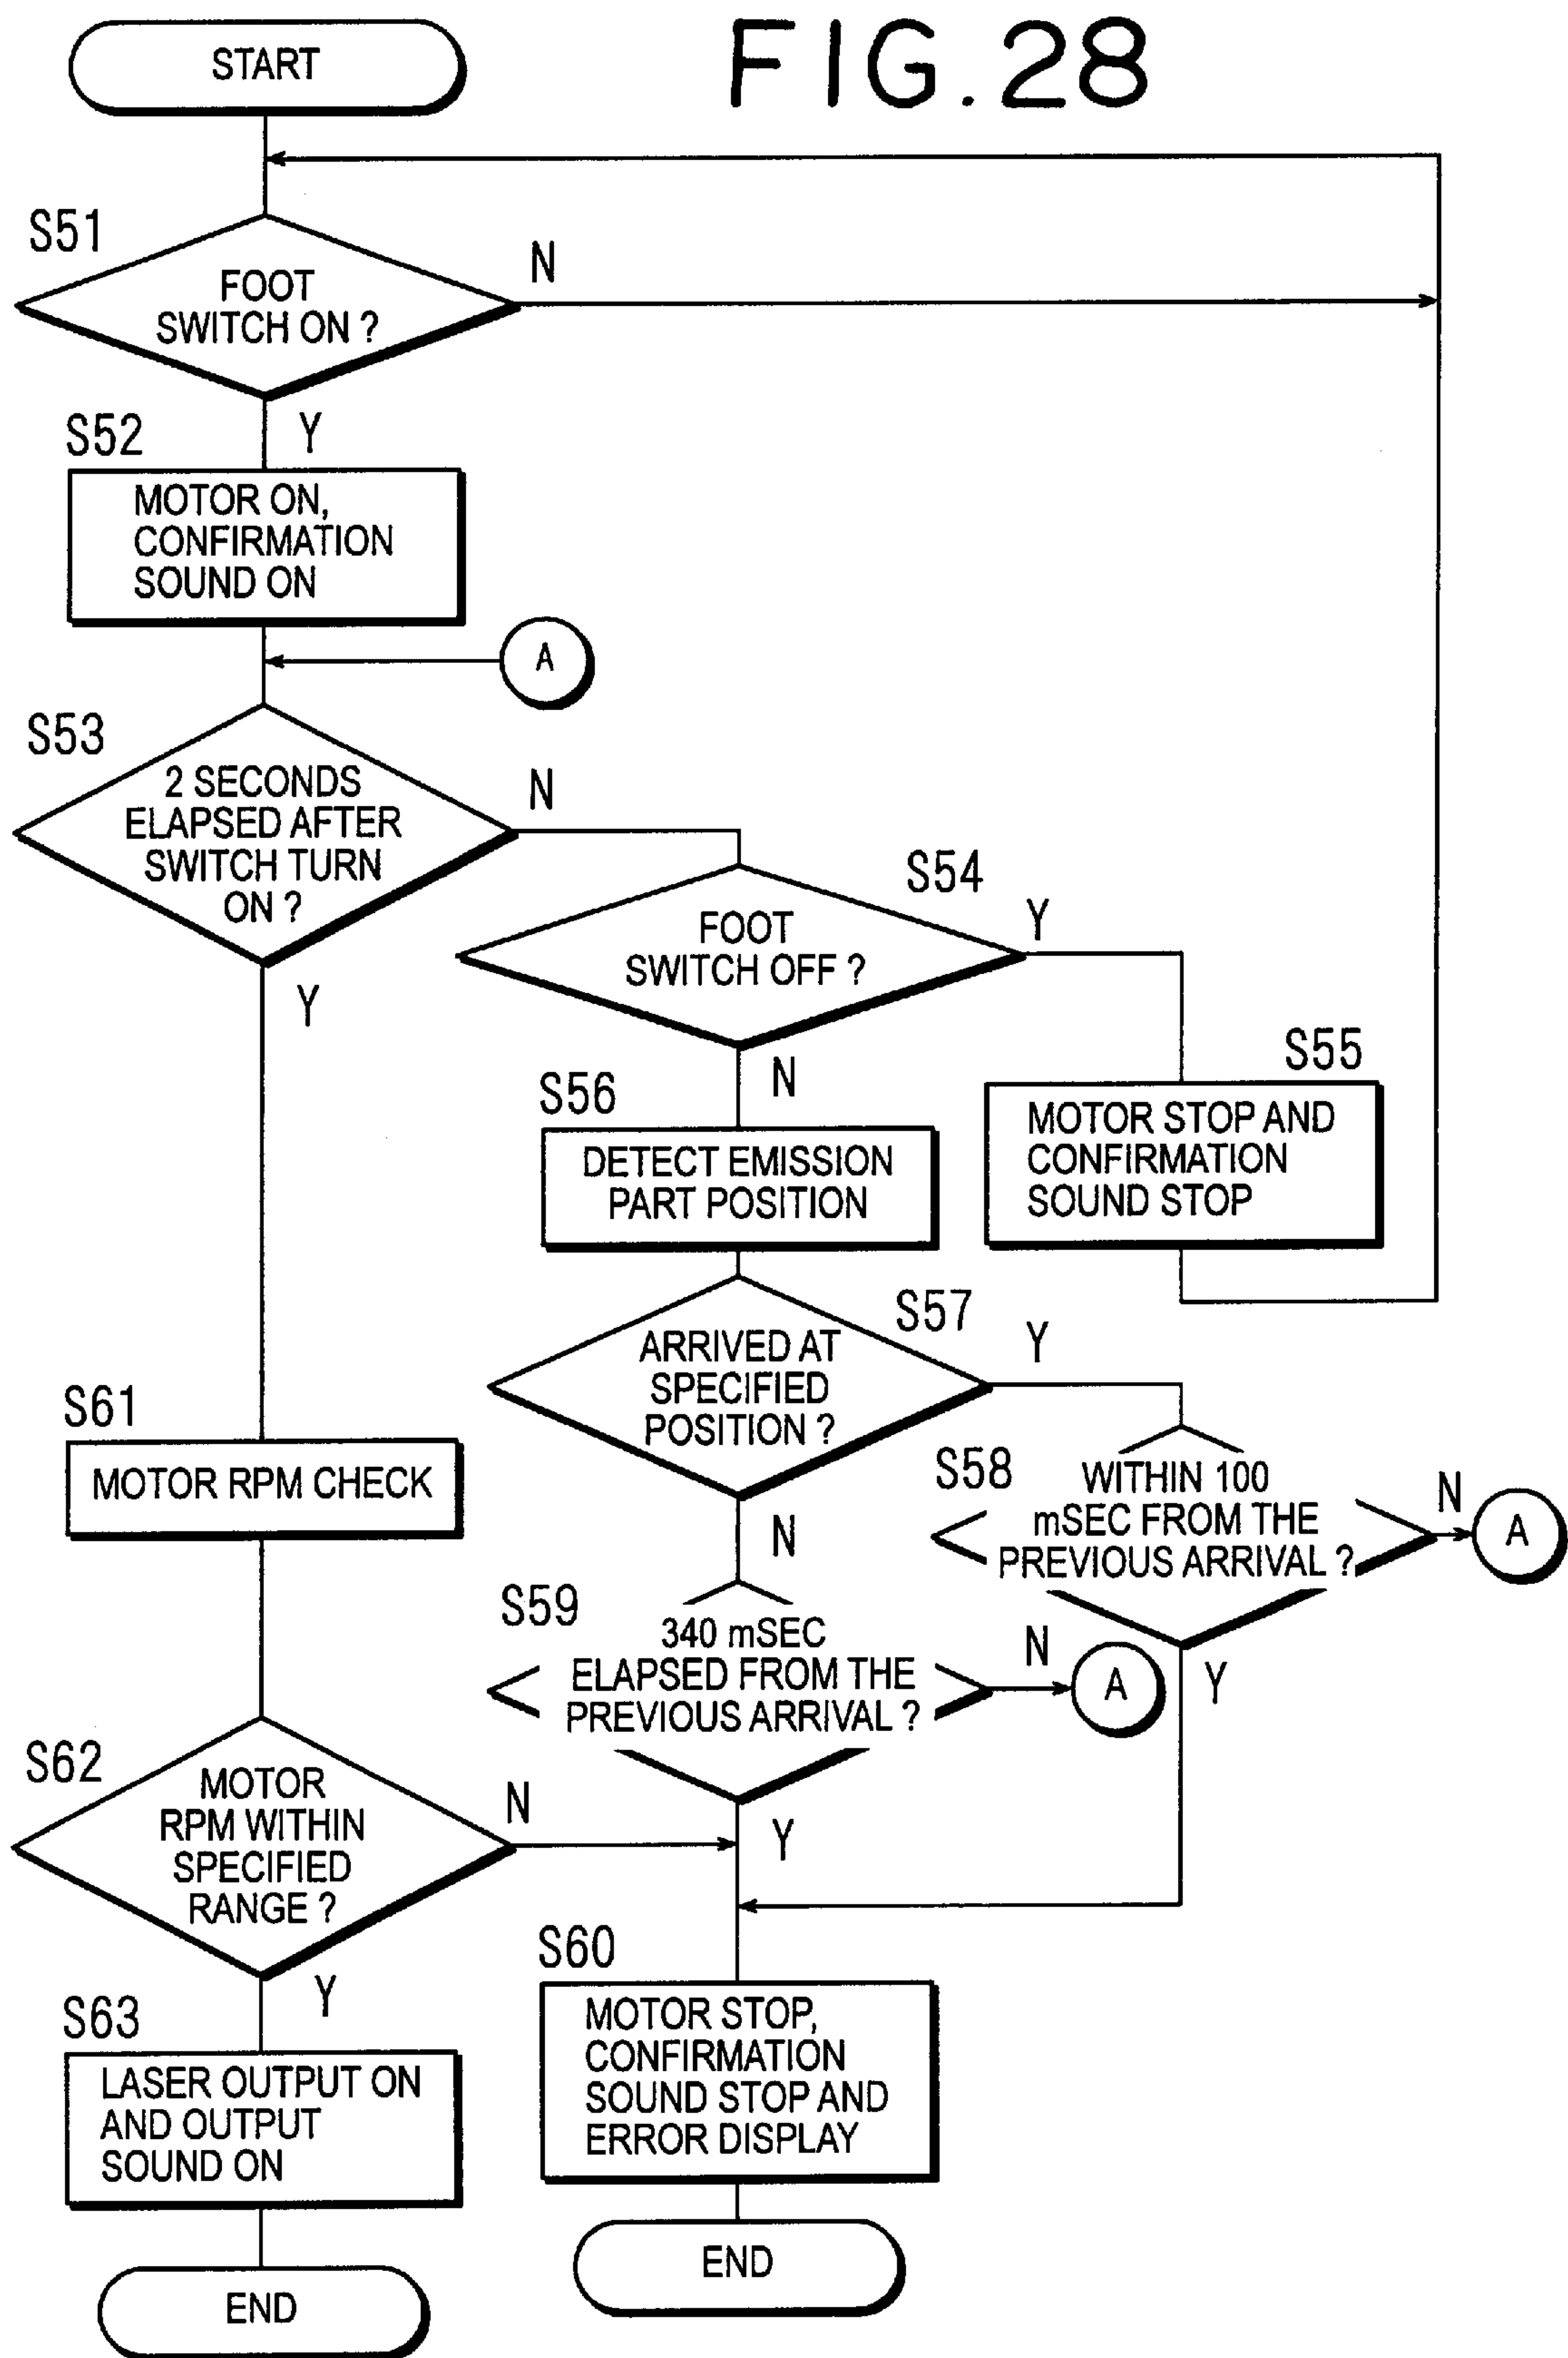 FIG.28
START
S51
FOOT
SWITCH ON ?
N
Y
S52
MOTOR ON,
CONFIRMATION
SOUND ON
A
S53
2 SECONDS
ELAPSED AFTER
SWITCH TURN
ON ?
N
Y
S54
FOOT
SWITCH OFF ?
Y
N
S55
MOTOR STOP AND
CONFIRMATION
SOUND STOP
S56
DETECT EMISSION
PART POSITION
S57
ARRIVED AT
SPECIFIED
POSITION ?
Y
N
S58
WITHIN 100
mSEC FROM THE
PREVIOUS ARRIVAL ?
N
A
Y
S59
340 mSEC
ELAPSED FROM THE
PREVIOUS ARRIVAL ?
N
A
Y
S61
MOTOR RPM CHECK
S62
MOTOR
RPM WITHIN
SPECIFIED
RANGE ?
N
Y
S60
MOTOR STOP,
CONFIRMATION
SOUND STOP AND
ERROR DISPLAY
END
S63
LASER OUTPUT ON
AND OUTPUT
SOUND ON
END